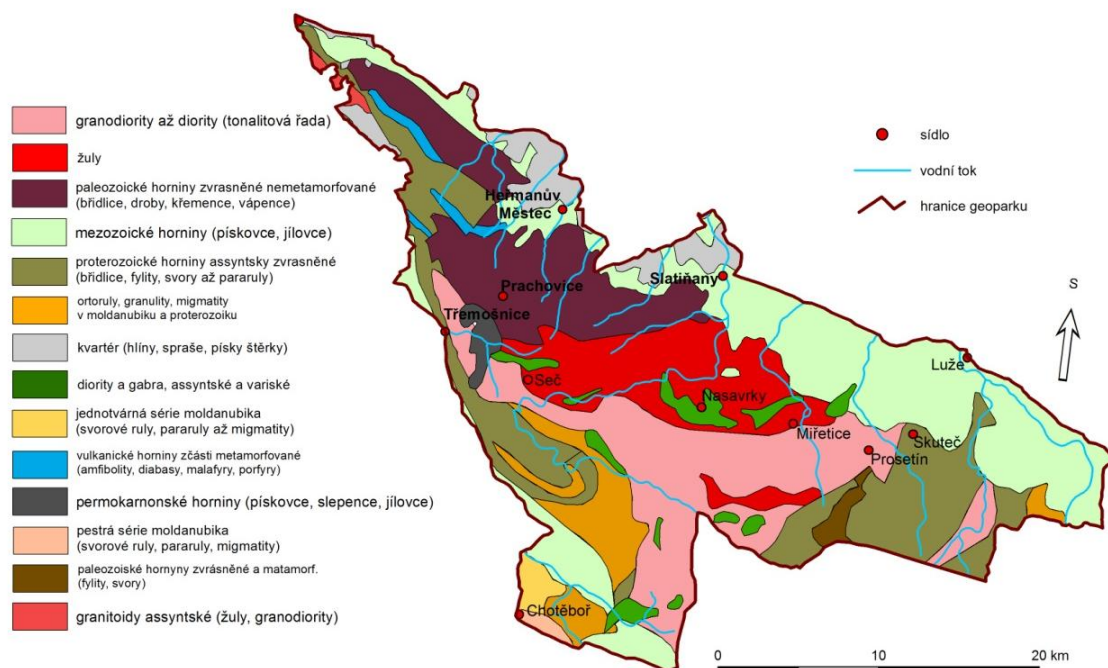 granodiority až diority (tonalitová řada)
žuly
paleozoické horniny zvrasněné nemetamorfované
(břidlice, droby, křemence, vápence)
mezozoické horniny (pískovce, jílovce)
proterozoické horniny assyntsky zvrasněné
(břidlice, fylity, svory až pararuly)
ortoruly, granulity, migmatity
v moldanubiku a proterozoiku
kvartér (hlíny, spraše, písky štěrky)
diority a gabra, assyntské a variské
jednotvárná série moldanubika
(svorové ruly, pararuly až migmatity)
vulkanické horniny zčásti metamorfované
(amfibolity, diabasy, malafyry, porfyry)
permokarnonské horniny (pískovce, slepence, jílovce)
pestrá série moldanubika
(svorové ruly, pararuly, migmatity)
paleozoiské hornyny zvrásněné a matamorf.
(fylity, svory)
granitoidy assyntské (žuly, granodiority)
sídlo
vodní tok
hranice geoparku
S
Heřmanův
Městec
Slatiňany
Prachovice
Třemošnice
Seč
Nasavrky
Miřetice
Luže
Skuteč
Prosetín
Chotěboř
0 10 20 km